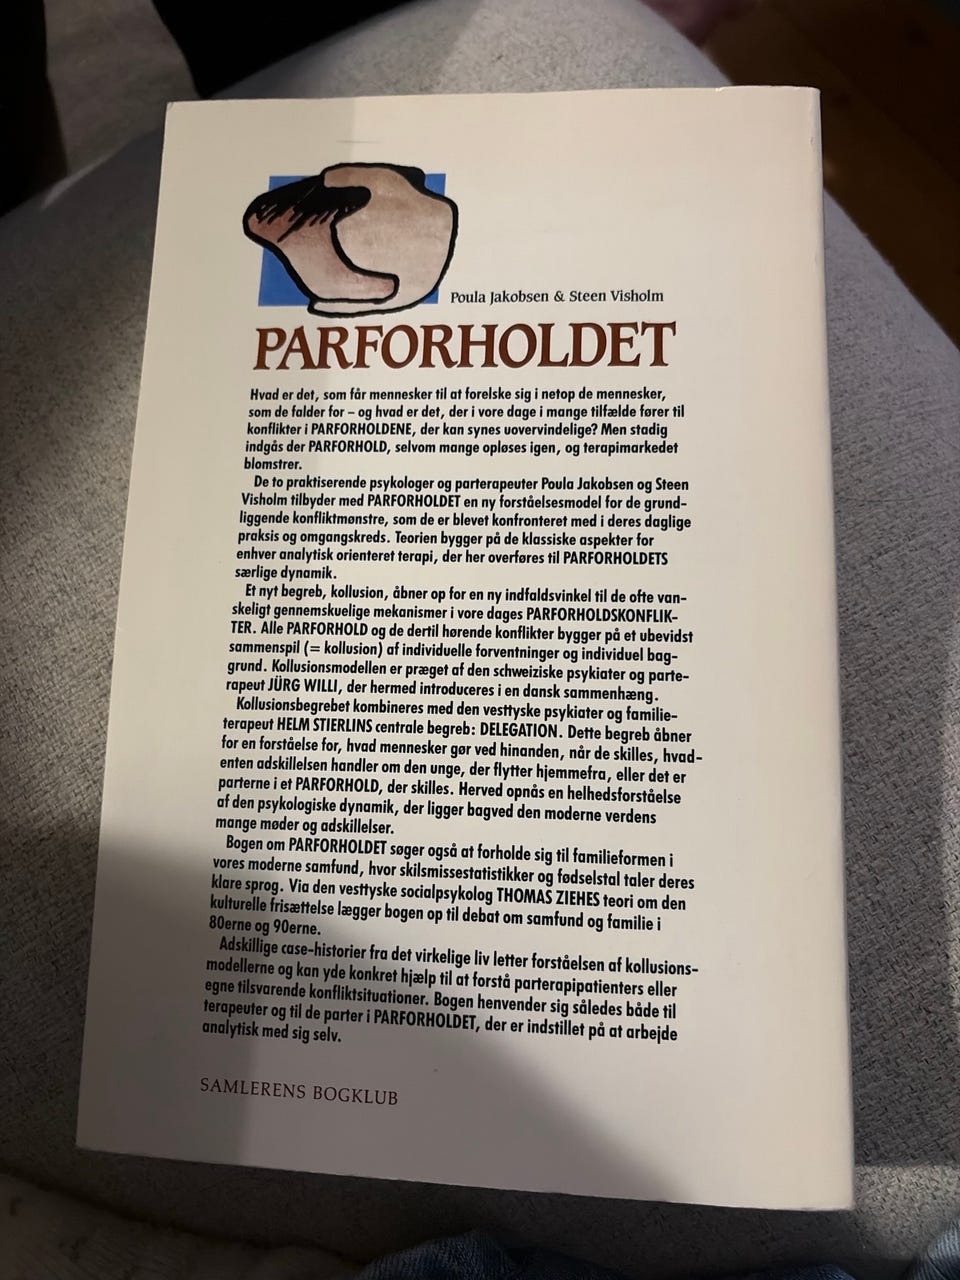 Poula Jakobsen & Steen Visholm
PARFORHOLDET
Hvad er det, som får mennesker til at forelske sig i netop de mennesker,
som de falder for – og hvad er det, der i vore dage i mange tilfælde fører til
konflikter i PARFORHOLDENE, der kan synes uovervindelige? Men stadig
indgås der PARFORHOLD, selvom mange opløses igen, og terapimarkedet
blomstrer.
De to praktiserende psykologer og parterapeuter Poula Jakobsen og Steen
Visholm tilbyder med PARFORHOLDET en ny forståelsesmodel for de grund-
liggende konfliktmønstre, som de er blevet konfronteret med i deres daglige
praksis og omgangskreds. Teorien bygger på de klassiske aspekter for
enhver analytisk orienteret terapi, der her overføres til PARFORHOLDETS
særlige dynamik.
Et nyt begreb, kollusion, åbner op for en ny indfaldsvinkel til de ofte van-
skeligt gennemskuelige mekanismer i vore dages PARFORHOLDSKONFLIK-
TER. Alle PARFORHOLD og de dertil hørende konflikter bygger på et ubevidst
sammenspil (= kollusion) af individuelle forventninger og individuel bag-
grund. Kollusionsmodellen er præget af den schweiziske psykiater og parte-
rapeut JÜRG WILLI, der hermed introduceres i en dansk sammenhæng.
Kollusionsbegrebet kombineres med den vesttyske psykiater og familie-
terapeut HELM STIERLINS centrale begreb: DELEGATION. Dette begreb åbner
for en forståelse for, hvad mennesker gør ved hinanden, når de skilles, hvad-
enten adskillelsen handler om den unge, der flytter hjemmefra, eller det er
parterne i et PARFORHOLD, der skilles. Herved opnås en helhedsforståelse
af den psykologiske dynamik, der ligger bagved den moderne verdens
mange møder og adskillelser.
Bogen om PARFORHOLDET søger også at forholde sig til familieformen i
vores moderne samfund, hvor skilsmissestatistikker og fødselstal taler deres
klare sprog. Via den vesttyske socialpsykolog THOMAS ZIEHES teori om den
kulturelle frisættelse lægger bogen op til debat om samfund og familie i
80erne og 90erne.
Adskillige case-historier fra det virkelige liv letter forståelsen af kollusions-
modellerne og kan yde konkret hjælp til at forstå parterapipatienters eller
egne tilsvarende konfliktsituationer. Bogen henvender sig således både til
terapeuter og til de parter i PARFORHOLDET, der er indstillet på at arbejde
analytisk med sig selv.
SAMLERENS BOGKLUB